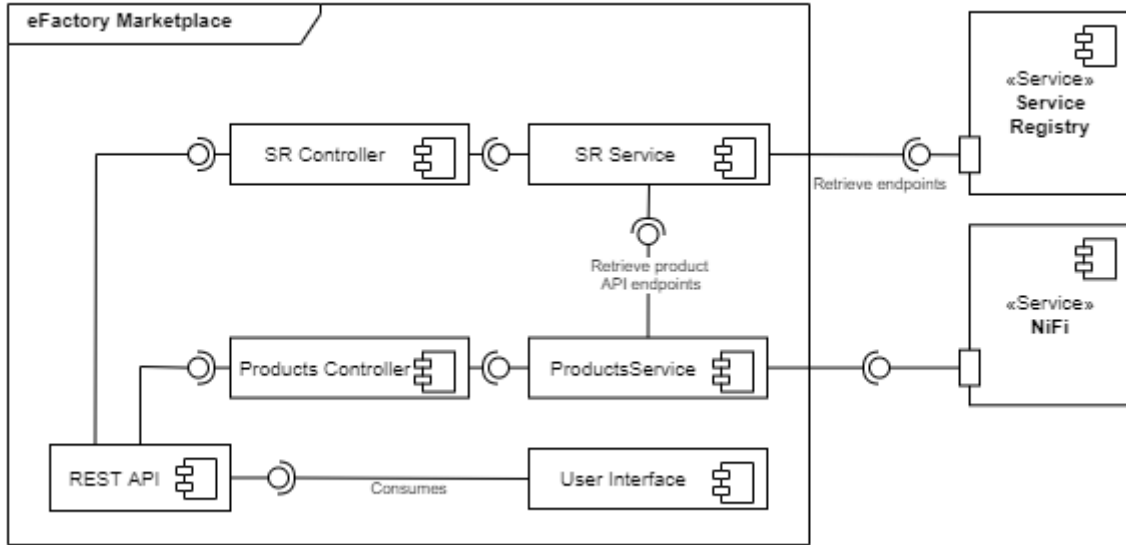 eFactory Marketplace
«Service»
Service
Registry
SR Controller
SR Service
Retrieve endpoints
Retrieve product
API endpoints
«Service»
NiFi
Products Controller
ProductsService
REST API
Consumes
User Interface